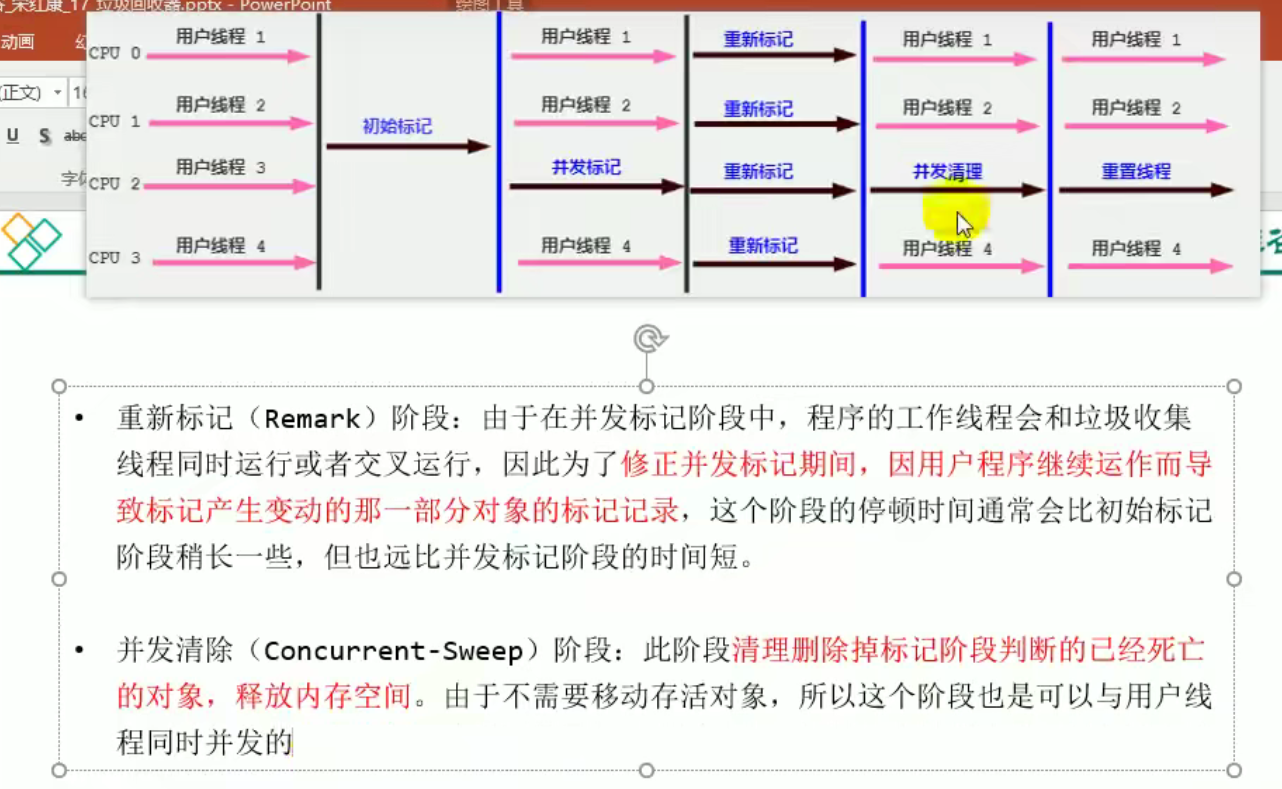 宋红康_17_垃圾回收器.pptx - PowerPoint
绘图工具
动画
(正文)
U S abc
CPU 0 用户线程 1 用户线程 1 重新标记 用户线程 1 用户线程 1
CPU 1 用户线程 2 用户线程 2 重新标记 用户线程 2 用户线程 2
初始标记
CPU 2 用户线程 3 并发标记 重新标记 并发清理 重置线程
CPU 3 用户线程 4 用户线程 4 重新标记 用户线程 4 用户线程 4
• 重新标记（Remark）阶段：由于在并发标记阶段中，程序的工作线程会和垃圾收集
线程同时运行或者交叉运行，因此为了修正并发标记期间，因用户程序继续运作而导
致标记产生变动的那一部分对象的标记记录，这个阶段的停顿时间通常会比初始标记
阶段稍长一些，但也远比并发标记阶段的时间短。
• 并发清除（Concurrent-Sweep）阶段：此阶段清理删除掉标记阶段判断的已经死亡
的对象，释放内存空间。由于不需要移动存活对象，所以这个阶段也是可以与用户线
程同时并发的